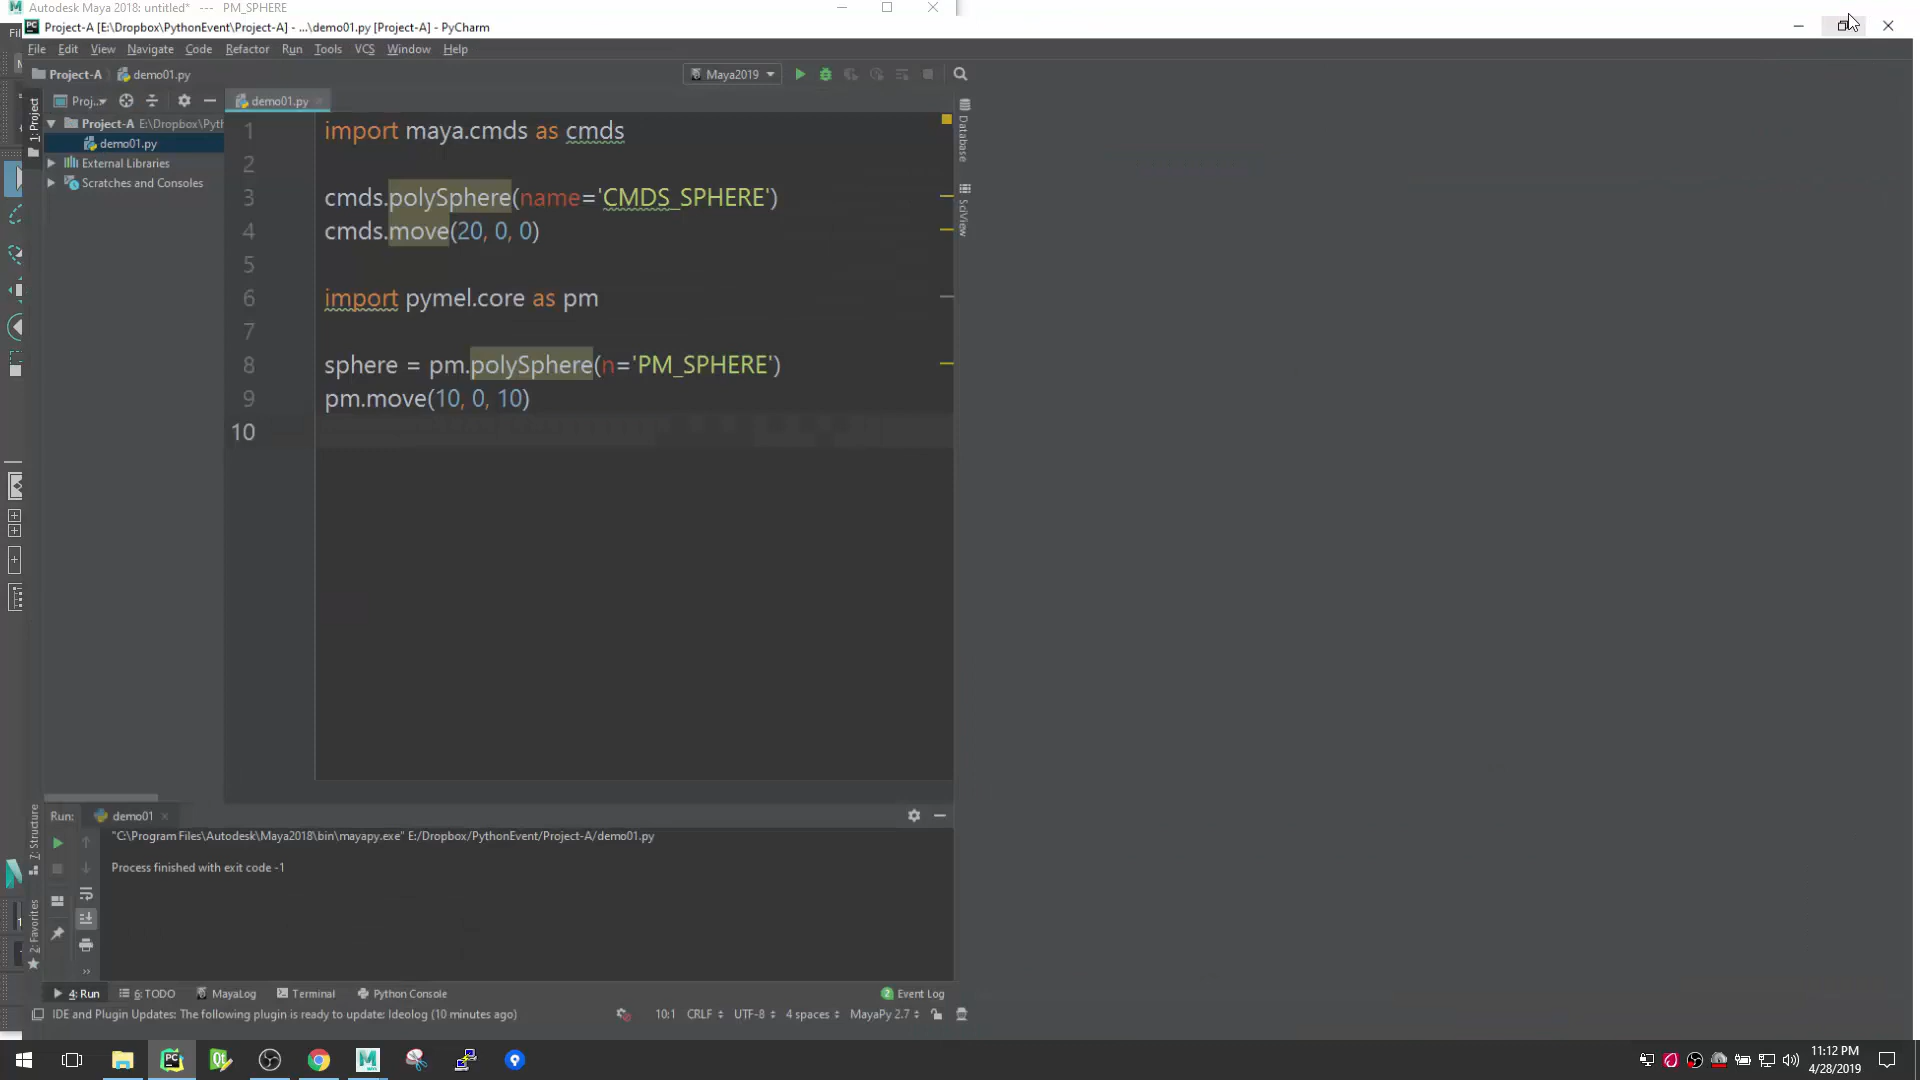 Autodesk Maya 2018: untitled* --- PM_SPHERE
Project-A [E:\Dropbox\PythonEvent\Project-A] - ...\demo01.py [Project-A] - PyCharm
File Edit View Navigate Code Refactor Run Tools VCS Window Help
Project-A demo01.py Maya2019
1: Project
Proj.. demo01.py
Project-A E:\Dropbox\Pyth
demo01.py
External Libraries
Scratches and Consoles
1 import maya.cmds as cmds
2
3 cmds.polySphere(name='CMDS_SPHERE')
4 cmds.move(20, 0, 0)
5
6 import pymel.core as pm
7
8 sphere = pm.polySphere(n='PM_SPHERE')
9 pm.move(10, 0, 10)
10
Database
SciView
7: Structure
2: Favorites
Run: demo01
"C:\Program Files\Autodesk\Maya2018\bin\mayapy.exe" E:/Dropbox/PythonEvent/Project-A/demo01.py
Process finished with exit code -1
4: Run 6: TODO MayaLog Terminal Python Console 2 Event Log
IDE and Plugin Updates: The following plugin is ready to update: Ideolog (10 minutes ago) 10:1 CRLF UTF-8 4 spaces MayaPy 2.7
11:12 PM
4/28/2019